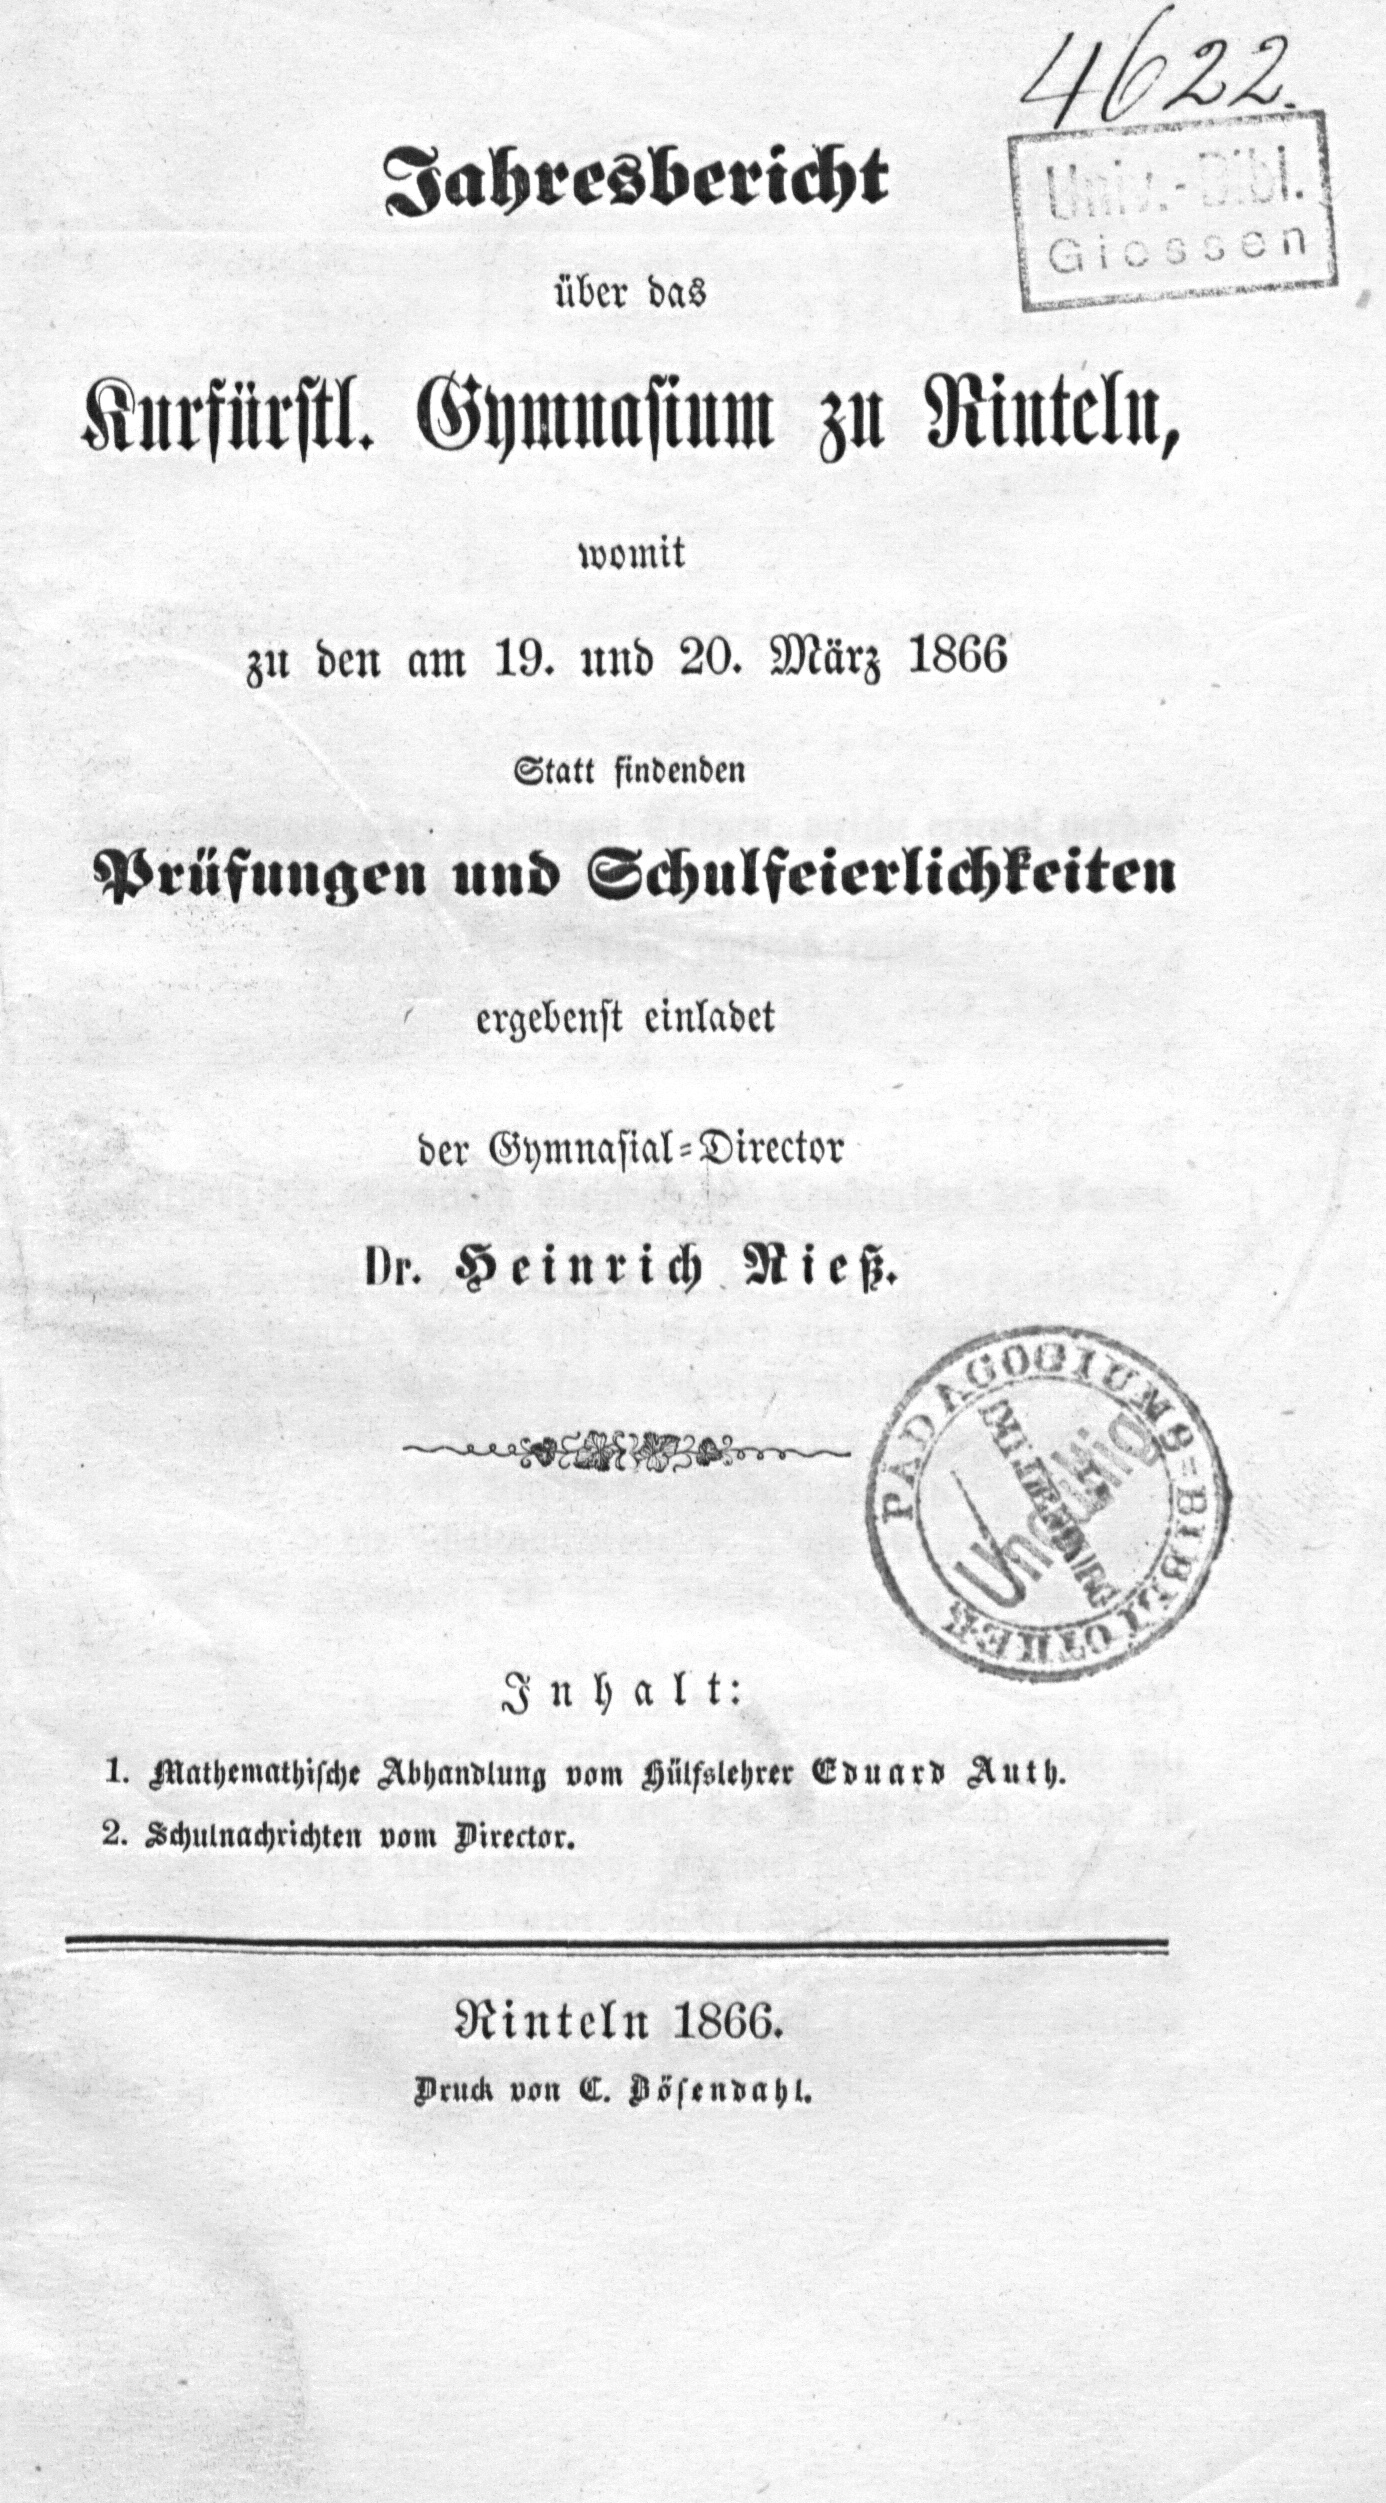 4622.
Univ.-Bibl.
Giessen
Jahresbericht
über das
Kurfürstl. Gymnasium zu Rinteln,
womit
zu den am 19. und 20. März 1866
Statt findenden
Prüfungen und Schulfeierlichkeiten
ergebenst einladet
der Gymnasial-Director
Dr. Heinrich Rieß.
PÄDAGOGIUMS-BIBLIOTHEK
Ungültig
Inhalt:
1. Mathemathische Abhandlung vom Hülfslehrer Eduard Auth.
2. Schulnachrichten vom Director.
Rinteln 1866.
Druck von C. Bösendahl.